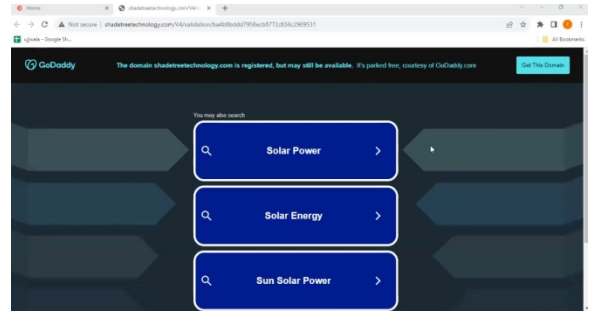 Home
shadetreetechnology.com/V4/v
Not secure | shadetreetechnology.com/V4/validation/ba4bf8bddd7958ecb8772c836c2969531
All Bookmarks
GoDaddy
The domain shadetreetechnology.com is registered, but may still be available. It's parked free, courtesy of GoDaddy.com
Get This Domain
You may also search
Solar Power
Solar Energy
Sun Solar Power